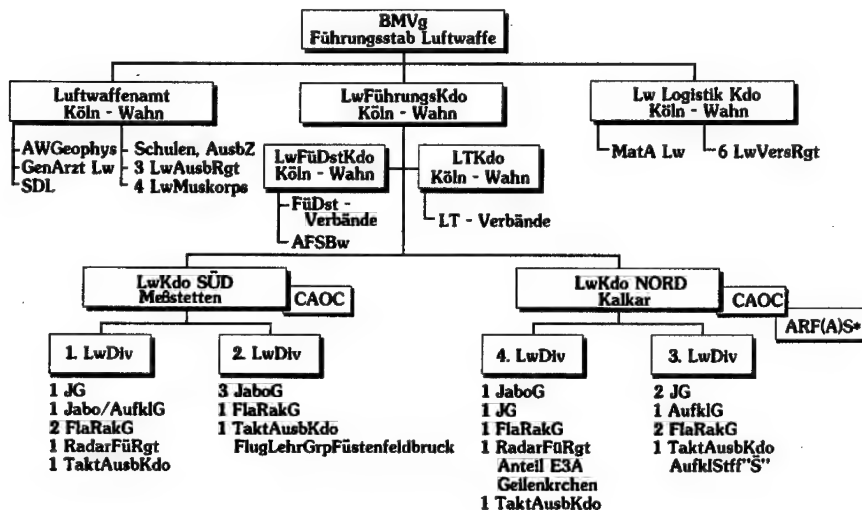 BMVg
Führungsstab Luftwaffe
Luftwaffenamt
Köln - Wahn
AWGeophys
GenArzt Lw
SDL
Schulen, AusbZ
3 LwAusbRgt
4 LwMuskorps
LwFührungsKdo
Köln - Wahn
Lw Logistik Kdo
Köln - Wahn
MatA Lw
6 LwVersRgt
LwFüDstKdo
Köln - Wahn
FüDst -
Verbände
AFSBw
LTKdo
Köln - Wahn
LT - Verbände
LwKdo SÜD
Meßstetten
CAOC
LwKdo NORD
Kalkar
CAOC
ARF(A)S*
1. LwDiv
1 JG
1 Jabo/AufklG
2 FlaRakG
1 RadarFüRgt
1 TaktAusbKdo
2. LwDiv
3 JaboG
1 FlaRakG
1 TaktAusbKdo
FlugLehrGrpFüstenfeldbruck
4. LwDiv
1 JaboG
1 JG
1 FlaRakG
1 RadarFüRgt
Anteil E3A
Geilenkrchen
1 TaktAusbKdo
3. LwDiv
2 JG
1 AufklG
2 FlaRakG
1 TaktAusbKdo
AufklStff"S"